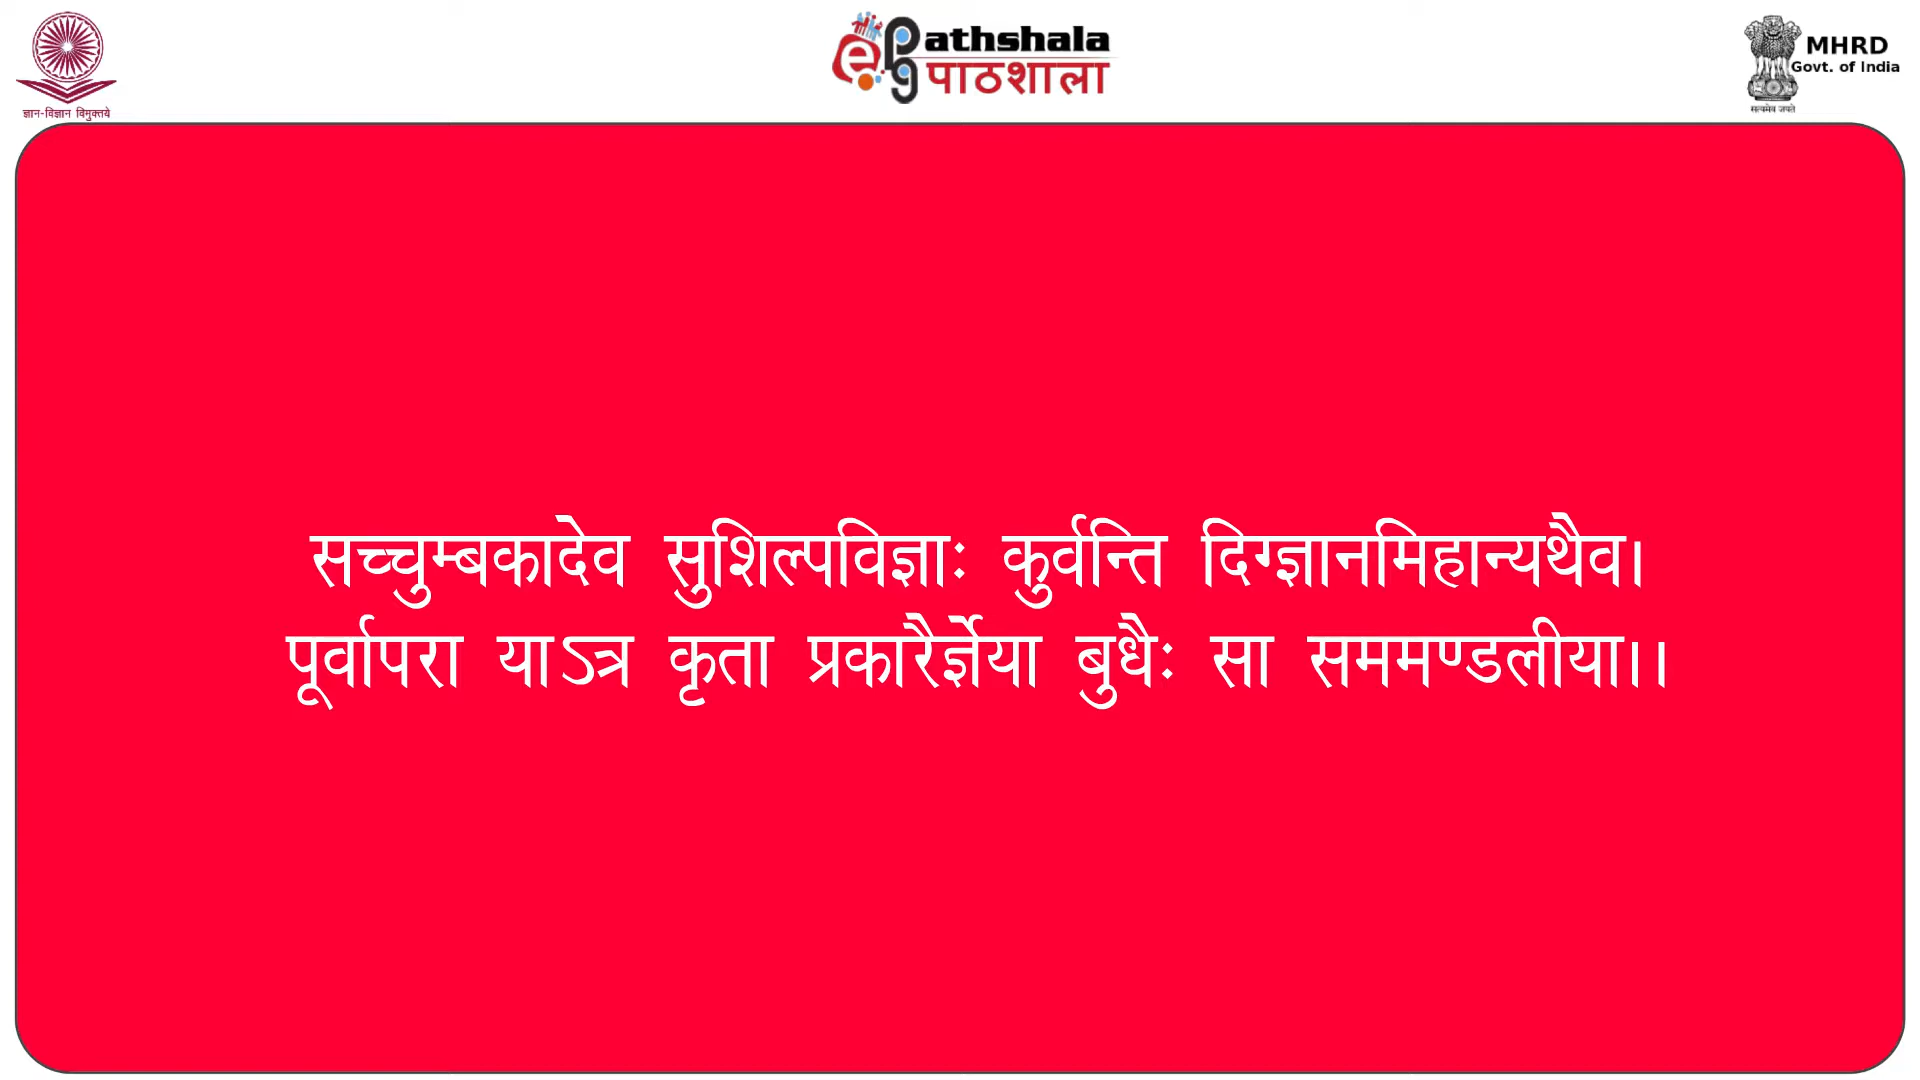 ज्ञान-विज्ञान विमुक्तये
ePathshala
पाठशाला
MHRD
Govt. of India
सत्यमेव जयते
सच्चुम्बकादेव सुशिल्पविज्ञाः कुर्वन्ति दिग्ज्ञानमिहान्यथैव।
पूर्वापरा याऽत्र कृता प्रकारैर्ज्ञेया बुधैः सा सममण्डलीया।।